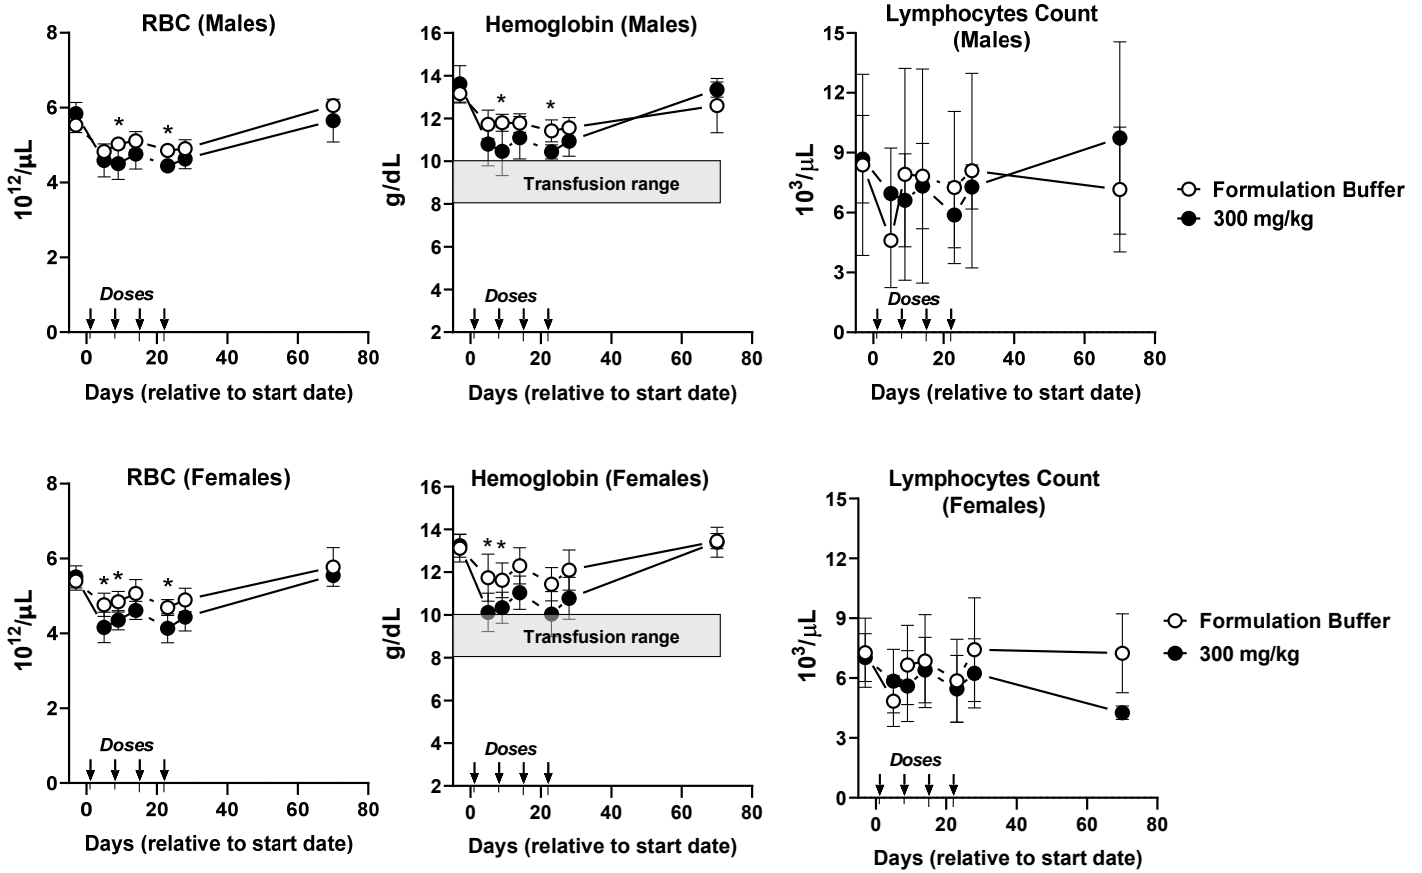 RBC (Males)
8
6
4
2
0
10¹²/µL
* *
Doses
0 20 40 60 80
Days (relative to start date)
Hemoglobin (Males)
16
14
12
10
8
6
4
2
g/dL
* *
Transfusion range
Doses
0 20 40 60 80
Days (relative to start date)
Lymphocytes Count
(Males)
15
12
9
6
3
0
10³/µL
Doses
0 20 40 60 80
Days (relative to start date)
Formulation Buffer
300 mg/kg
RBC (Females)
8
6
4
2
0
10¹²/µL
* * *
Doses
0 20 40 60 80
Days (relative to start date)
Hemoglobin (Females)
16
14
12
10
8
6
4
2
g/dL
* *
Transfusion range
Doses
0 20 40 60 80
Days (relative to start date)
Lymphocytes Count
(Females)
15
12
9
6
3
0
10³/µL
Doses
0 20 40 60 80
Days (relative to start date)
Formulation Buffer
300 mg/kg